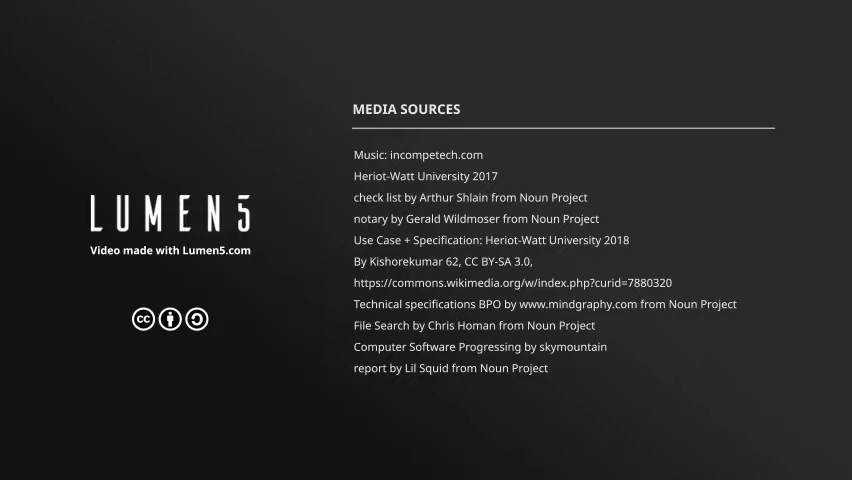 LUMEN5
Video made with Lumen5.com
cc
MEDIA SOURCES
Music: incompetech.com
Heriot-Watt University 2017
check list by Arthur Shlain from Noun Project
notary by Gerald Wildmoser from Noun Project
Use Case + Specification: Heriot-Watt University 2018
By Kishorekumar 62, CC BY-SA 3.0,
https://commons.wikimedia.org/w/index.php?curid=7880320
Technical specifications BPO by www.mindgraphy.com from Noun Project
File Search by Chris Homan from Noun Project
Computer Software Progressing by skymountain
report by Lil Squid from Noun Project